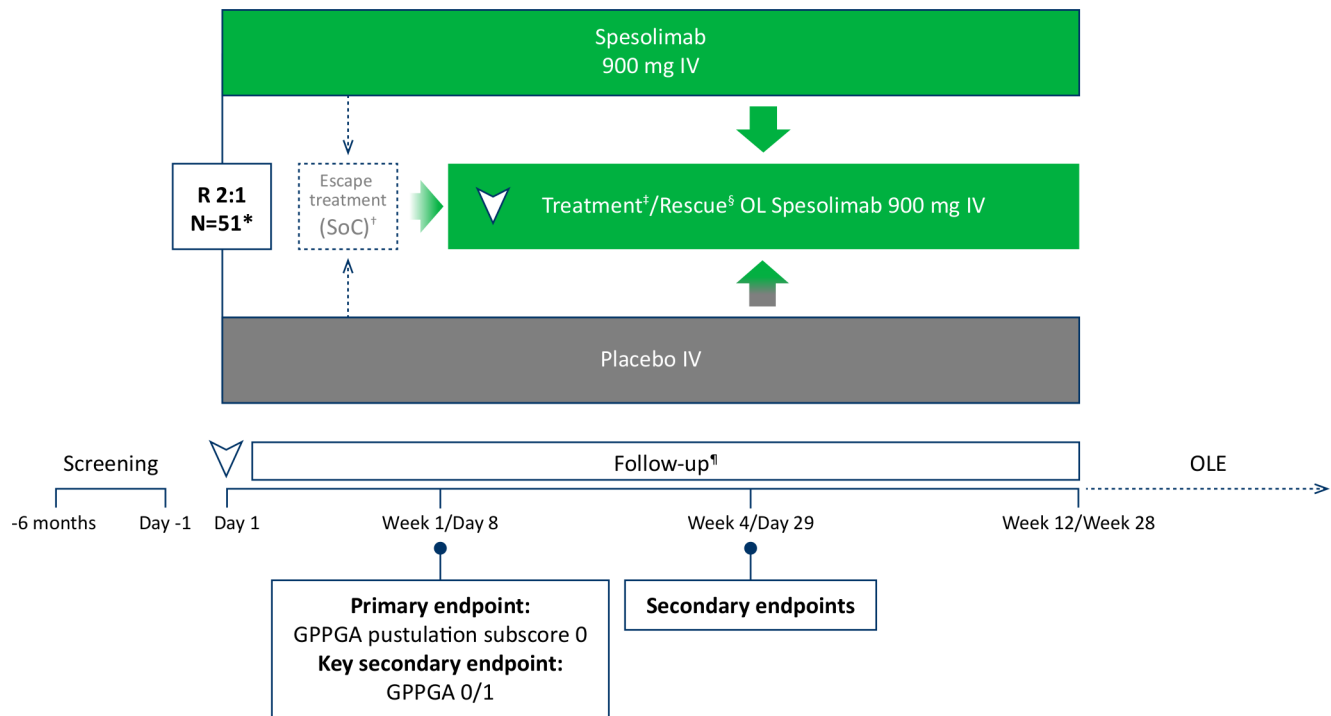 Spesolimab
900 mg IV
R 2:1
N=51*
Escape
treatment
(SoC)†
Treatment‡/Rescue§ OL Spesolimab 900 mg IV
Placebo IV
Screening
Follow-up¶
OLE
-6 months
Day -1
Day 1
Week 1/Day 8
Week 4/Day 29
Week 12/Week 28
Primary endpoint:
GPPGA pustulation subscore 0
Key secondary endpoint:
GPPGA 0/1
Secondary endpoints